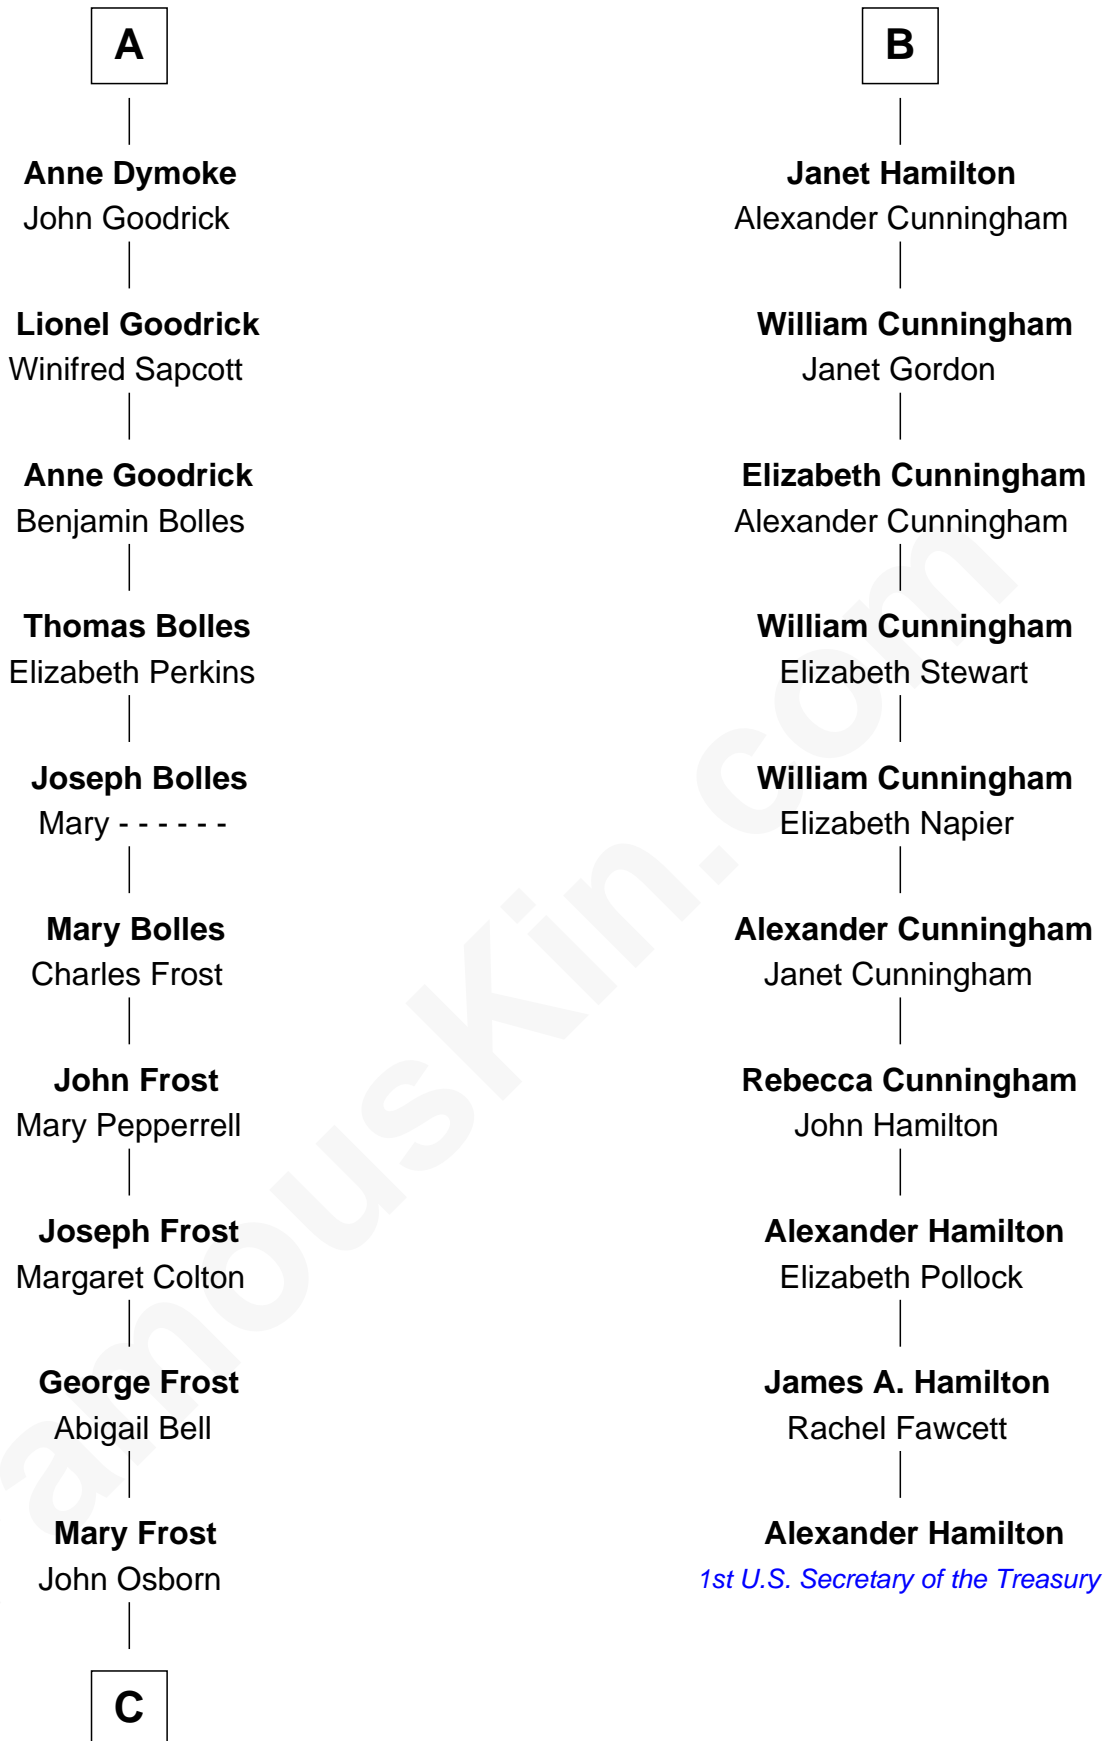 A
Anne Dymoke
John Goodrick
Lionel Goodrick
Winifred Sapcott
Anne Goodrick
Benjamin Bolles
Thomas Bolles
Elizabeth Perkins
Joseph Bolles
Mary - - - - - -
Mary Bolles
Charles Frost
John Frost
Mary Pepperrell
Joseph Frost
Margaret Colton
George Frost
Abigail Bell
Mary Frost
John Osborn
C
B
Janet Hamilton
Alexander Cunningham
William Cunningham
Janet Gordon
Elizabeth Cunningham
Alexander Cunningham
William Cunningham
Elizabeth Stewart
William Cunningham
Elizabeth Napier
Alexander Cunningham
Janet Cunningham
Rebecca Cunningham
John Hamilton
Alexander Hamilton
Elizabeth Pollock
James A. Hamilton
Rachel Fawcett
Alexander Hamilton
1st U.S. Secretary of the Treasury
amouskin.com